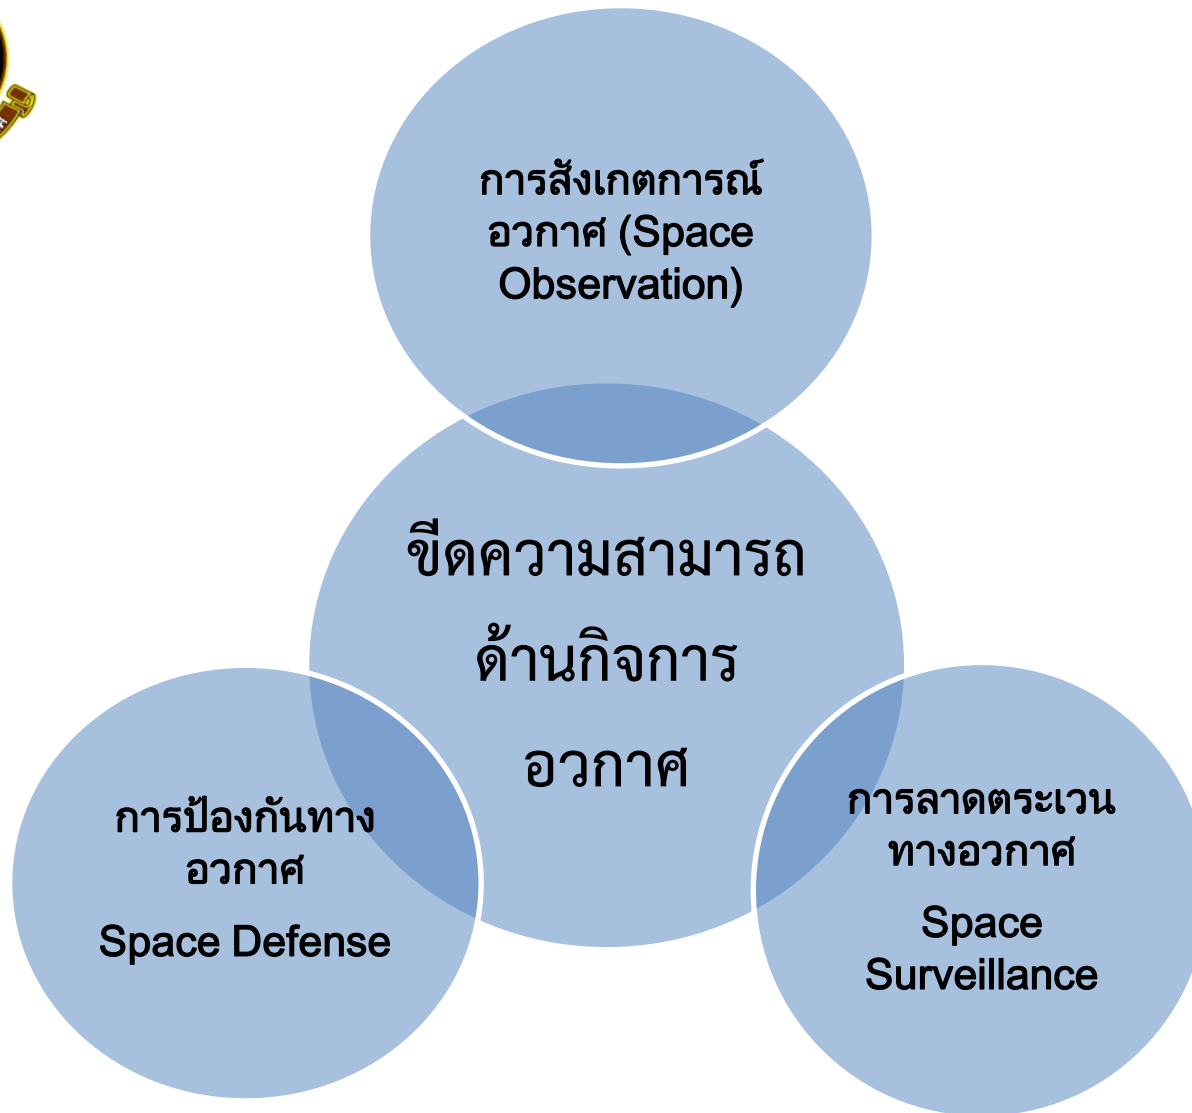 การสังเกตการณ์
อวกาศ (Space
Observation)
ขีดความสามารถ
ด้านกิจการ
อวกาศ
การป้องกันทาง
อวกาศ
Space Defense
การลาดตระเวน
ทางอวกาศ
Space
Surveillance